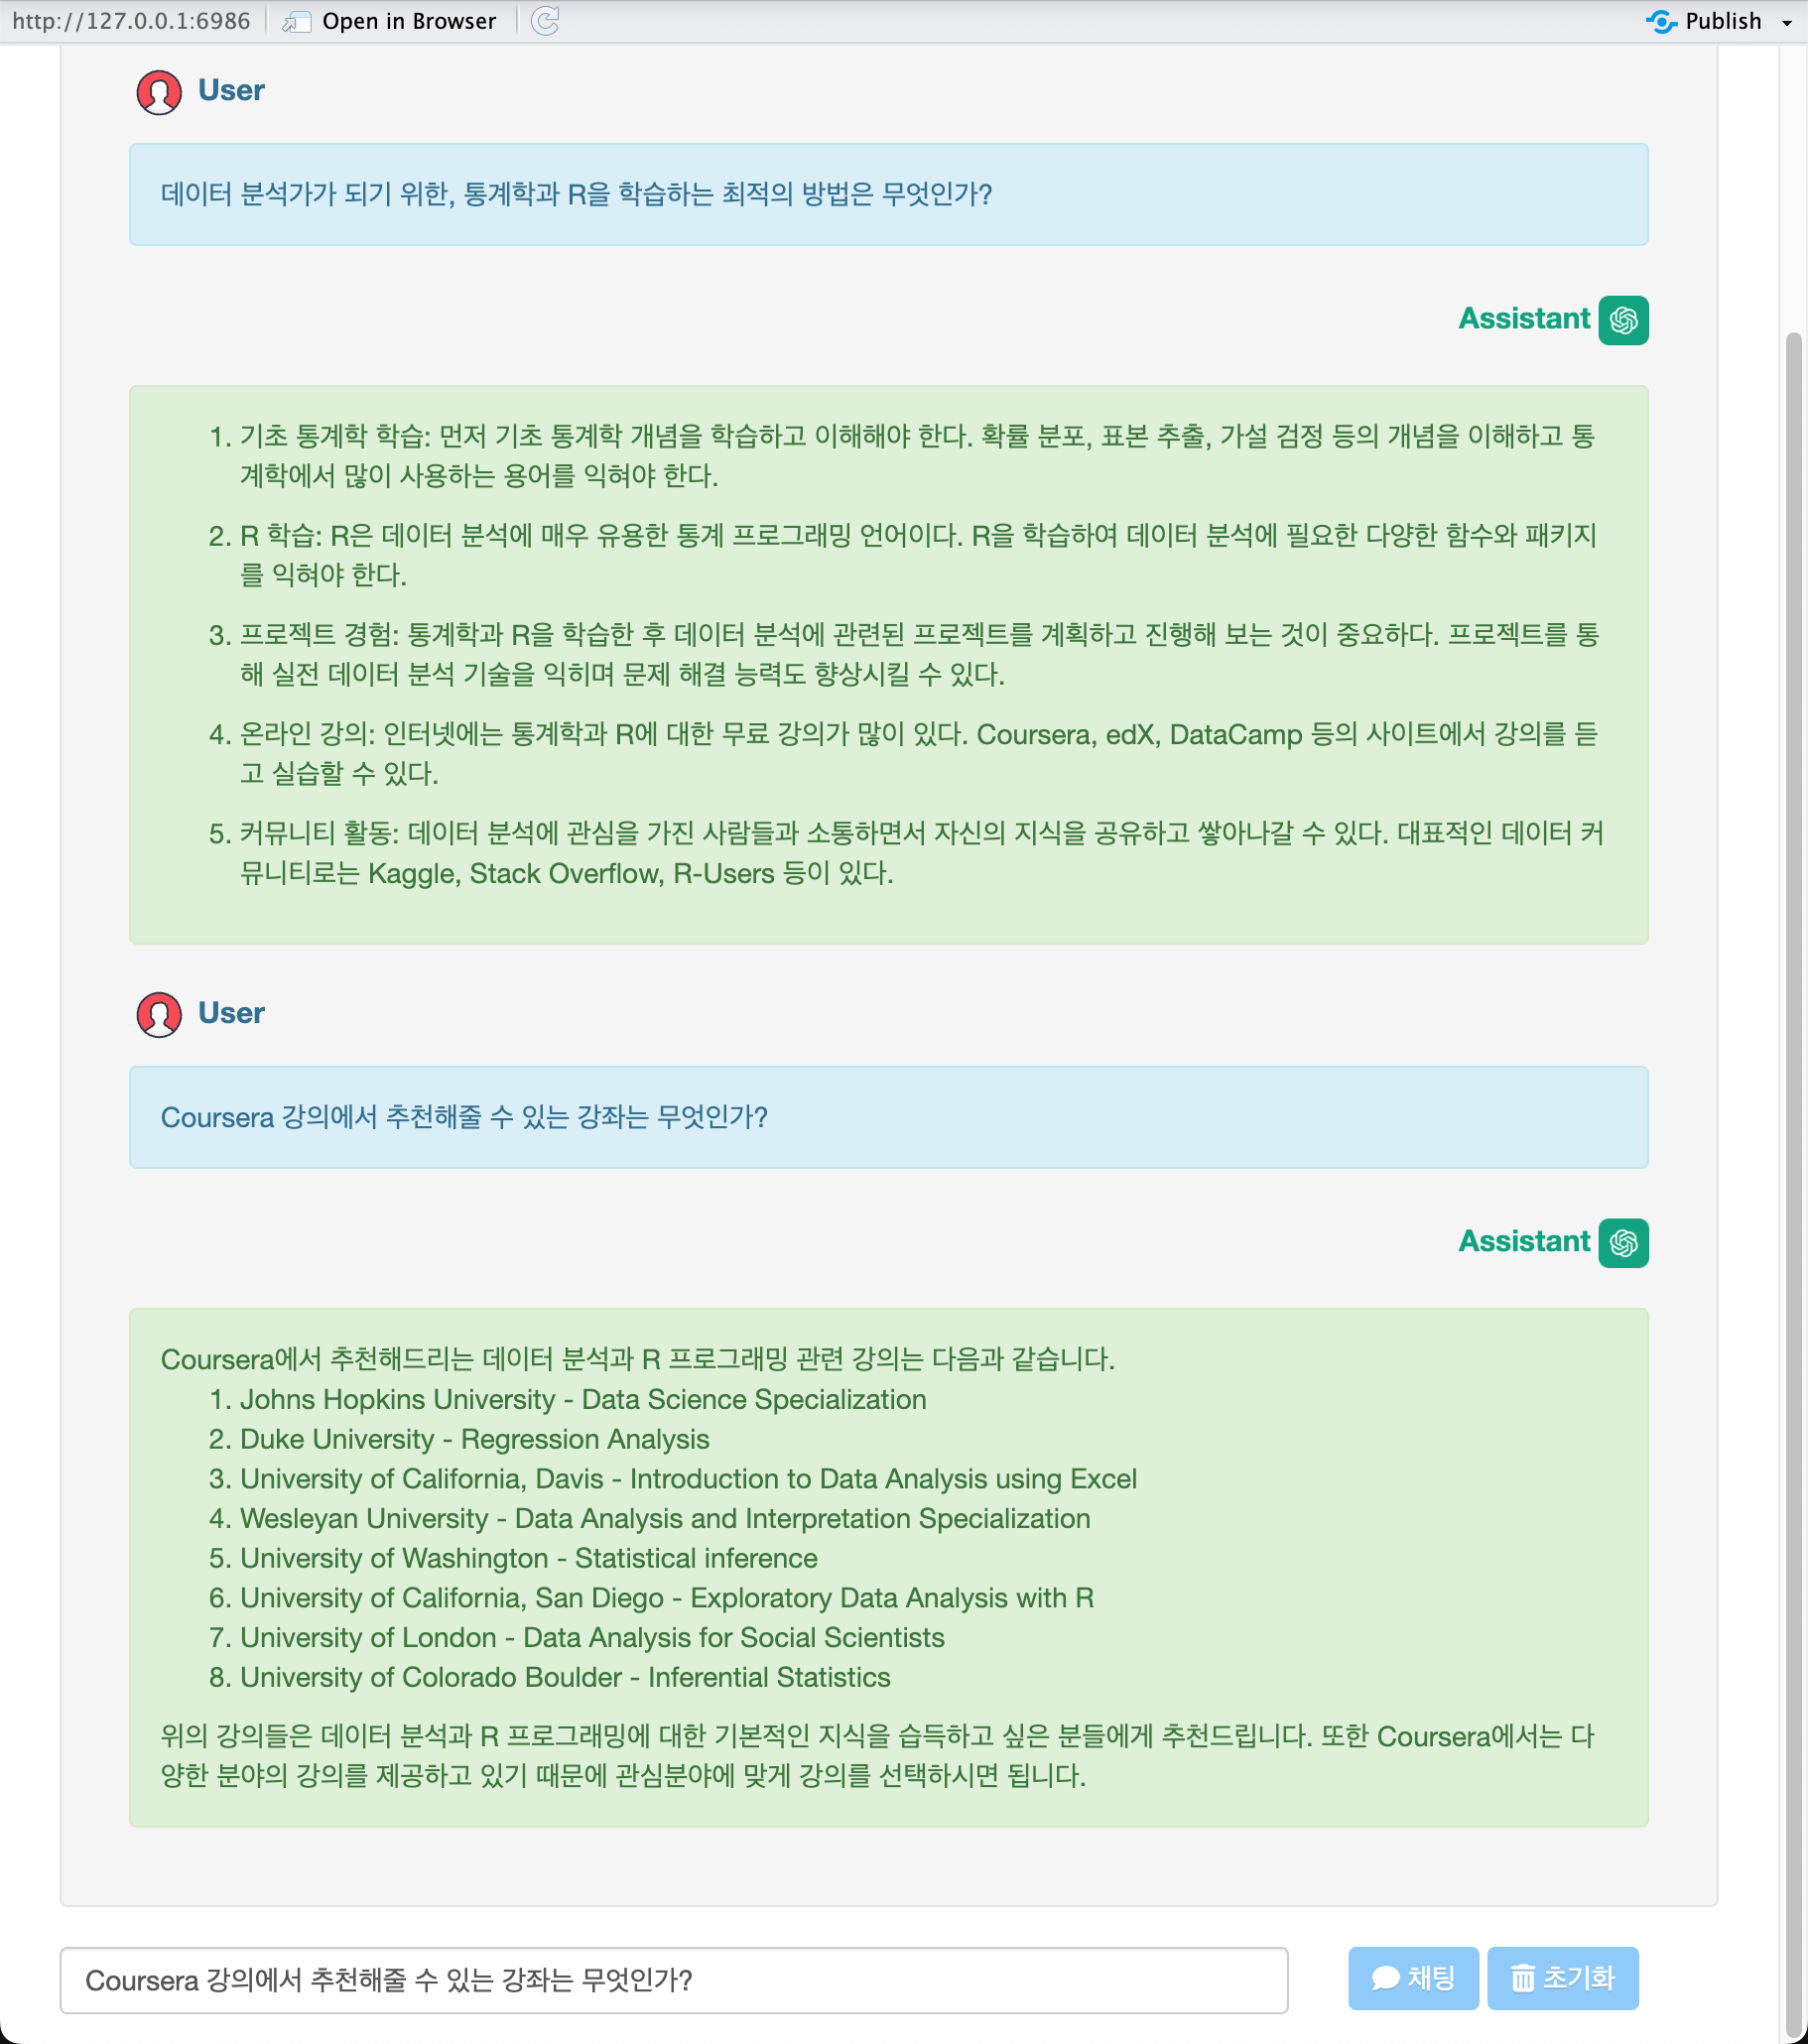 http://127.0.0.1:6986 Open in Browser Publish
User
데이터 분석가가 되기 위한, 통계학과 R을 학습하는 최적의 방법은 무엇인가?
Assistant
1. 기초 통계학 학습: 먼저 기초 통계학 개념을 학습하고 이해해야 한다. 확률 분포, 표본 추출, 가설 검정 등의 개념을 이해하고 통
계학에서 많이 사용하는 용어를 익혀야 한다.
2. R 학습: R은 데이터 분석에 매우 유용한 통계 프로그래밍 언어이다. R을 학습하여 데이터 분석에 필요한 다양한 함수와 패키지
를 익혀야 한다.
3. 프로젝트 경험: 통계학과 R을 학습한 후 데이터 분석에 관련된 프로젝트를 계획하고 진행해 보는 것이 중요하다. 프로젝트를 통
해 실전 데이터 분석 기술을 익히며 문제 해결 능력도 향상시킬 수 있다.
4. 온라인 강의: 인터넷에는 통계학과 R에 대한 무료 강의가 많이 있다. Coursera, edX, DataCamp 등의 사이트에서 강의를 듣
고 실습할 수 있다.
5. 커뮤니티 활동: 데이터 분석에 관심을 가진 사람들과 소통하면서 자신의 지식을 공유하고 쌓아나갈 수 있다. 대표적인 데이터 커
뮤니티로는 Kaggle, Stack Overflow, R-Users 등이 있다.
User
Coursera 강의에서 추천해줄 수 있는 강좌는 무엇인가?
Assistant
Coursera에서 추천해드리는 데이터 분석과 R 프로그래밍 관련 강의는 다음과 같습니다.
1. Johns Hopkins University - Data Science Specialization
2. Duke University - Regression Analysis
3. University of California, Davis - Introduction to Data Analysis using Excel
4. Wesleyan University - Data Analysis and Interpretation Specialization
5. University of Washington - Statistical inference
6. University of California, San Diego - Exploratory Data Analysis with R
7. University of London - Data Analysis for Social Scientists
8. University of Colorado Boulder - Inferential Statistics
위의 강의들은 데이터 분석과 R 프로그래밍에 대한 기본적인 지식을 습득하고 싶은 분들에게 추천드립니다. 또한 Coursera에서는 다
양한 분야의 강의를 제공하고 있기 때문에 관심분야에 맞게 강의를 선택하시면 됩니다.
Coursera 강의에서 추천해줄 수 있는 강좌는 무엇인가? 채팅 초기화